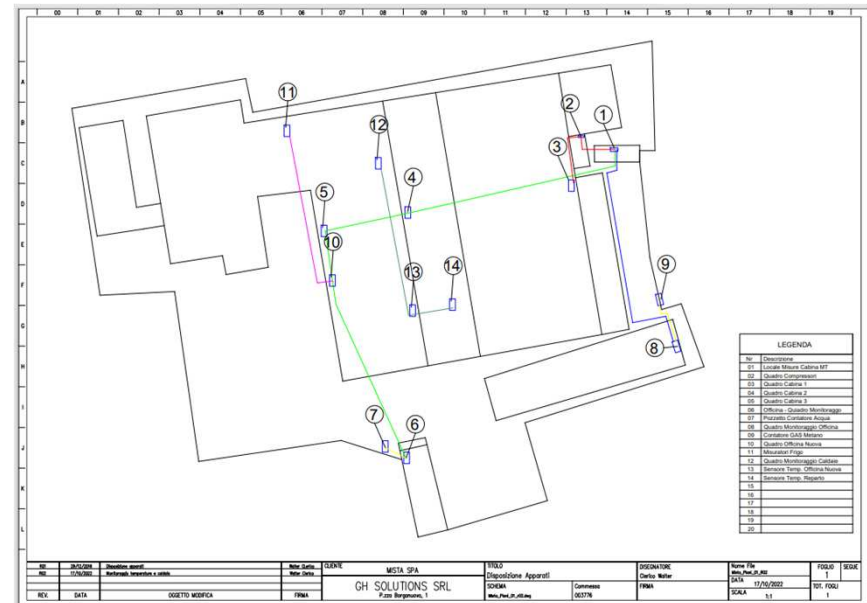 00 01 02 03 04 05 06 07 08 09 10 11 12 13 14 15 16 17 18 19
A
B
C
D
E
F
G
H
I
J
K
L
11
12
2
1
3
4
5
10
13
14
9
8
7
6
LEGENDA
Nr Descrizione
01 Locale Misure Cabina MT
02 Quadro Compressori
03 Quadro Cabina 1
04 Quadro Cabina 2
05 Quadro Cabina 3
06 Officina - Quadro Monitoraggio
07 Pozzetto Contatore Acqua
08 Quadro Monitoraggio Officina
09 Contatore GAS Metano
10 Quadro Officina Nuova
11 Misuratori Frigo
12 Quadro Monitoraggio Caldaie
13 Sensore Temp. Officina Nuova
14 Sensore Temp. Reparto
15
16
17
18
19
20
R02 17/10/2022 Monitoraggio temperature e caldaie Walter Clerico
REV. DATA OGGETTO MODIFICA FIRMA
CLIENTE MISTA SPA
GH SOLUTIONS SRL
P.zza Borgonuovo, 1
TITOLO
Disposizione Apparati
SCHEMA
Commessa
003776
DISEGNATORE
Clerico Walter
FIRMA
Nome File
DATA 17/10/2022
SCALA 1:1
FOGLIO 1 SEGUE
TOT. FOGLI 1